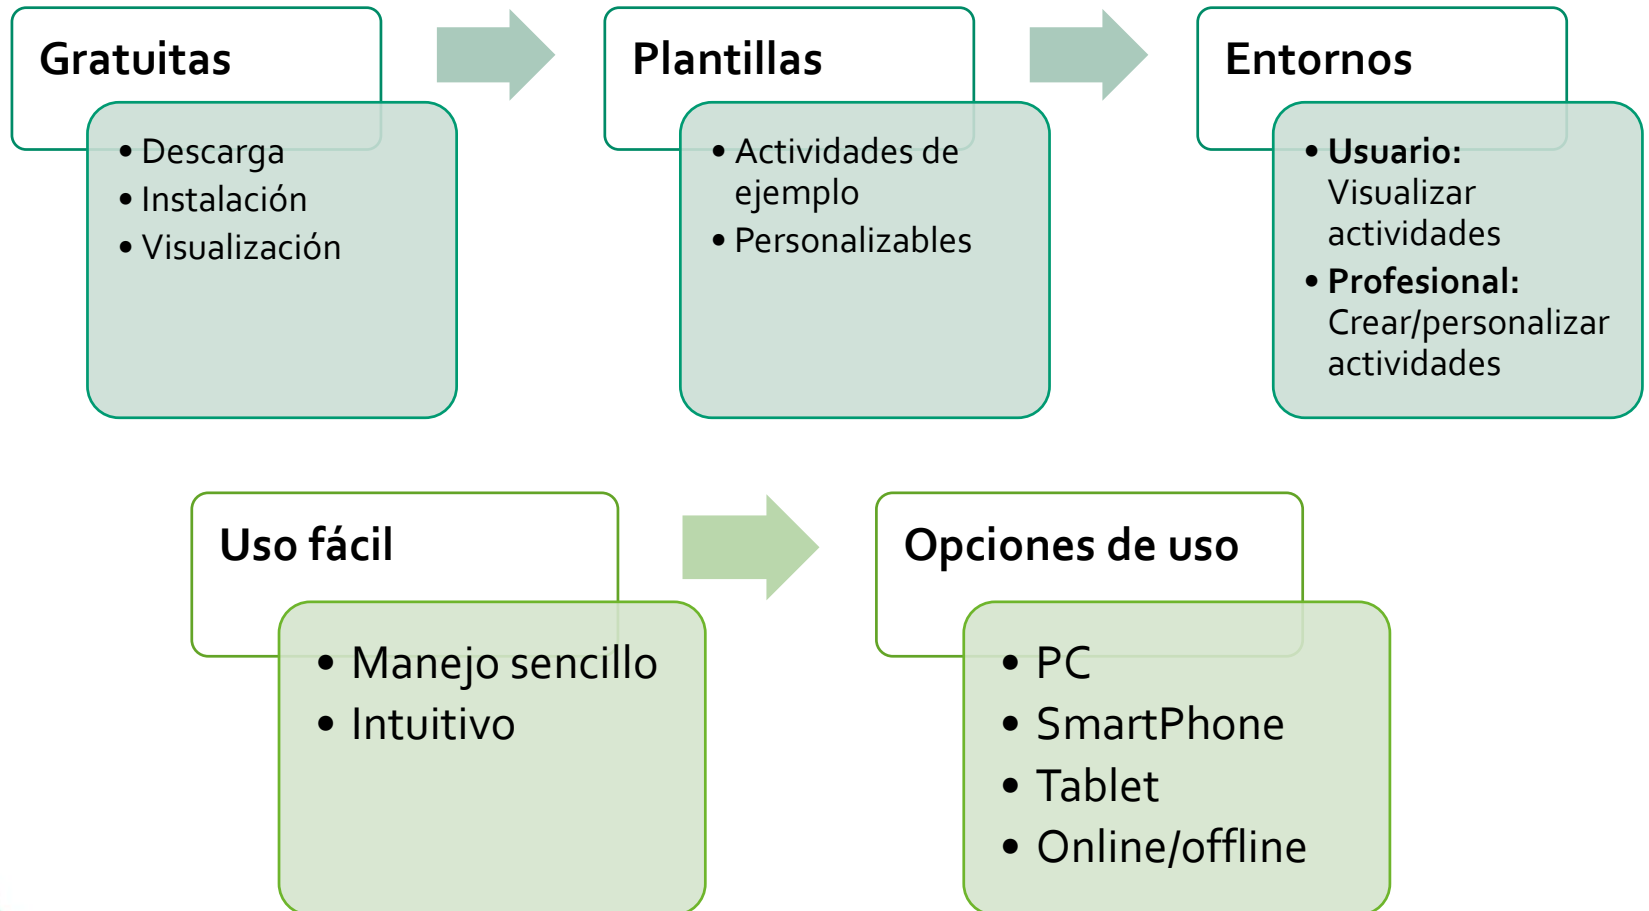 Gratuitas
• Descarga
• Instalación
• Visualización
Plantillas
• Actividades de
ejemplo
• Personalizables
Entornos
• Usuario:
Visualizar
actividades
• Profesional:
Crear/personalizar
actividades
Uso fácil
• Manejo sencillo
• Intuitivo
Opciones de uso
• PC
• SmartPhone
• Tablet
• Online/offline